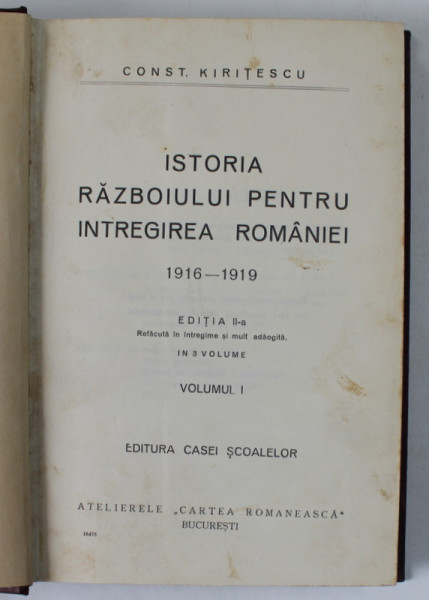 CONST. KIRIȚESCU
ISTORIA
RĂZBOIULUI PENTRU
INTREGIREA ROMÂNIEI
1916—1919
EDIȚIA II-a
Refăcută în întregime și mult adăogită.
IN 3 VOLUME
VOLUMUL I
EDITURA CASEI ȘCOALELOR
ATELIERELE „CARTEA ROMANEASCĂ"
BUCUREȘTI